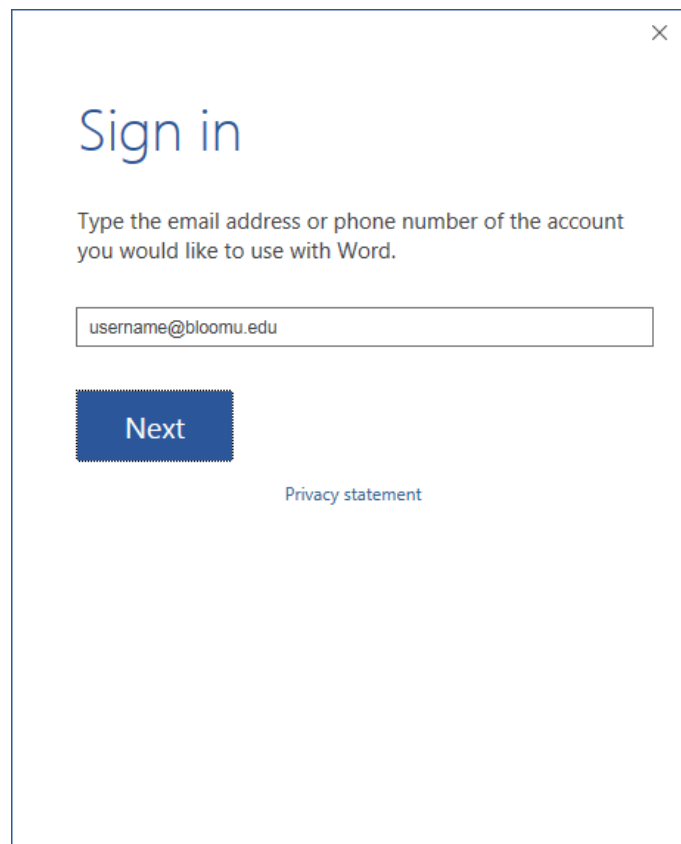 Sign in
Type the email address or phone number of the account
you would like to use with Word.
username@bloomu.edu
Next
Privacy statement